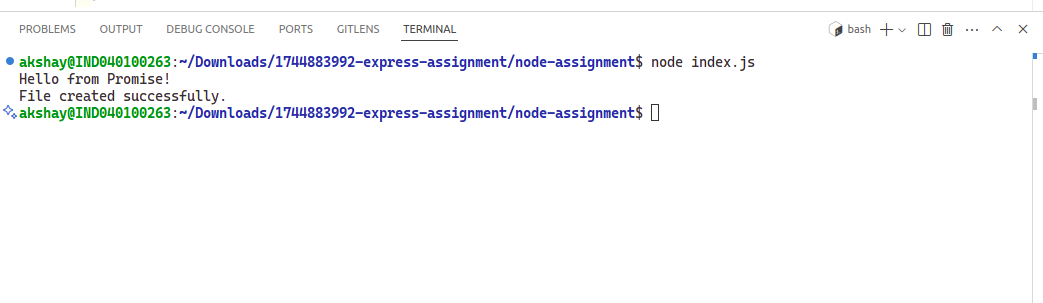 PROBLEMS OUTPUT DEBUG CONSOLE PORTS GITLENS TERMINAL bash
akshay@IND040100263:~/Downloads/1744883992-express-assignment/node-assignment$ node index.js
Hello from Promise!
File created successfully.
akshay@IND040100263:~/Downloads/1744883992-express-assignment/node-assignment$